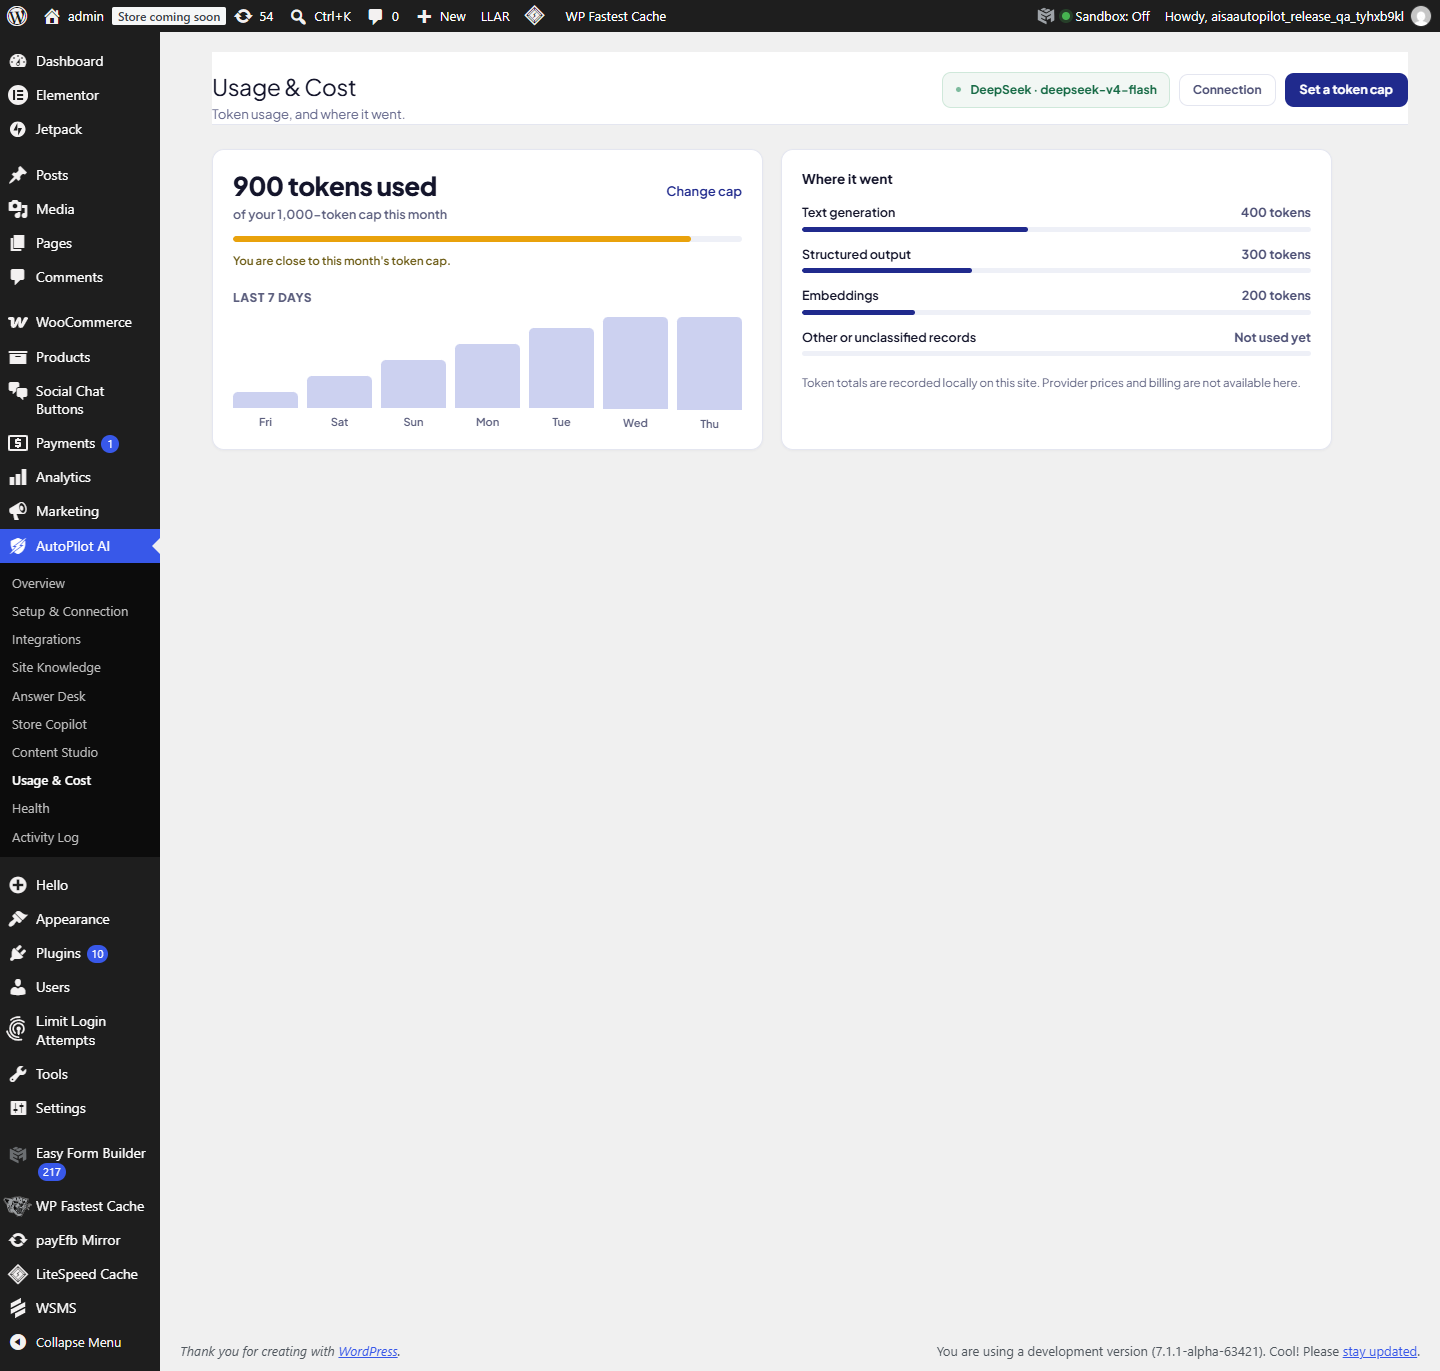 admin
Store coming soon
54
Ctrl+K
0
New
LLAR
WP Fastest Cache
Sandbox: Off
Howdy, aisaautopilot_release_qa_tyhxb9kl
Dashboard
Elementor
Jetpack
Posts
Media
Pages
Comments
WooCommerce
Products
Social Chat
Buttons
Payments 1
Analytics
Marketing
AutoPilot AI
Overview
Setup & Connection
Integrations
Site Knowledge
Answer Desk
Store Copilot
Content Studio
Usage & Cost
Health
Activity Log
Hello
Appearance
Plugins 10
Users
Limit Login
Attempts
Tools
Settings
Easy Form Builder
217
WP Fastest Cache
payEfb Mirror
LiteSpeed Cache
WSMS
Collapse Menu
Usage & Cost
Token usage, and where it went.
DeepSeek · deepseek-v4-flash
Connection
Set a token cap
900 tokens used
Change cap
of your 1,000-token cap this month
You are close to this month's token cap.
LAST 7 DAYS
Fri Sat Sun Mon Tue Wed Thu
Where it went
Text generation 400 tokens
Structured output 300 tokens
Embeddings 200 tokens
Other or unclassified records Not used yet
Token totals are recorded locally on this site. Provider prices and billing are not available here.
Thank you for creating with WordPress.
You are using a development version (7.1.1-alpha-63421). Cool! Please stay updated.